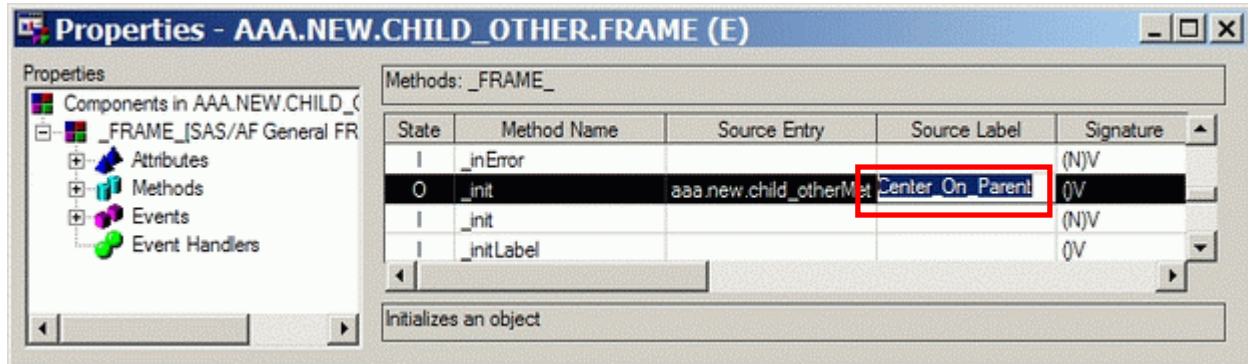 Properties - AAA.NEW.CHILD_OTHER.FRAME (E)
Properties
Components in AAA.NEW.CHILD_(
_FRAME_[SAS/AF General FR
Attributes
Methods
Events
Event Handlers
Methods: _FRAME_
State Method Name Source Entry Source Label Signature
I _inError (N)V
O _init aaa.new.child_otherMet Center_On_Parent ()V
I _init (N)V
I _initLabel ()V
Initializes an object